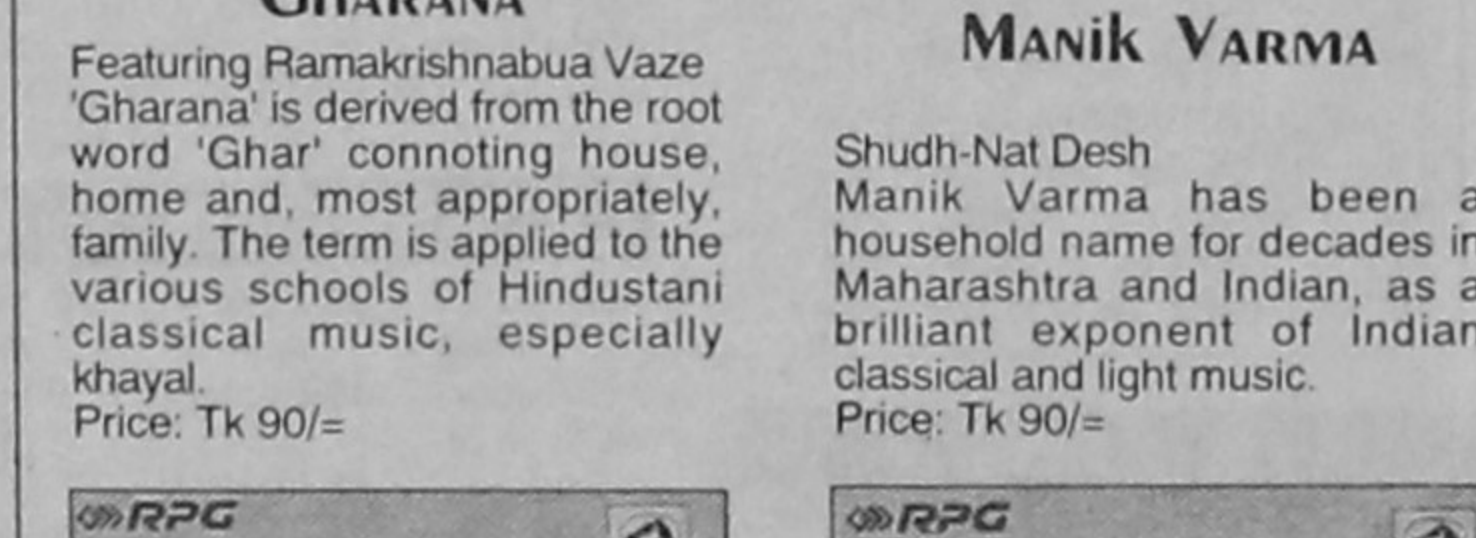 GHARANA
Featuring Ramakrishnabua Vaze
'Gharana' is derived from the root
word 'Ghar' connoting house,
home and, most appropriately,
family. The term is applied to the
various schools of Hindustani
classical music, especially
khayal.
Price: Tk 90/=
RPG
MANIK VARMA
Shudh-Nat Desh
Manik Varma has been a
household name for decades in
Maharashtra and Indian, as a
brilliant exponent of Indian
classical and light music.
Price: Tk 90/=
RPG